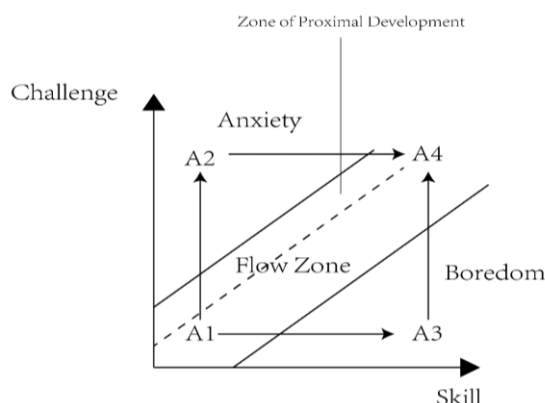 Zone of Proximal Development
Challenge
Anxiety
A2
A4
Flow Zone
Boredom
A1
A3
Skill